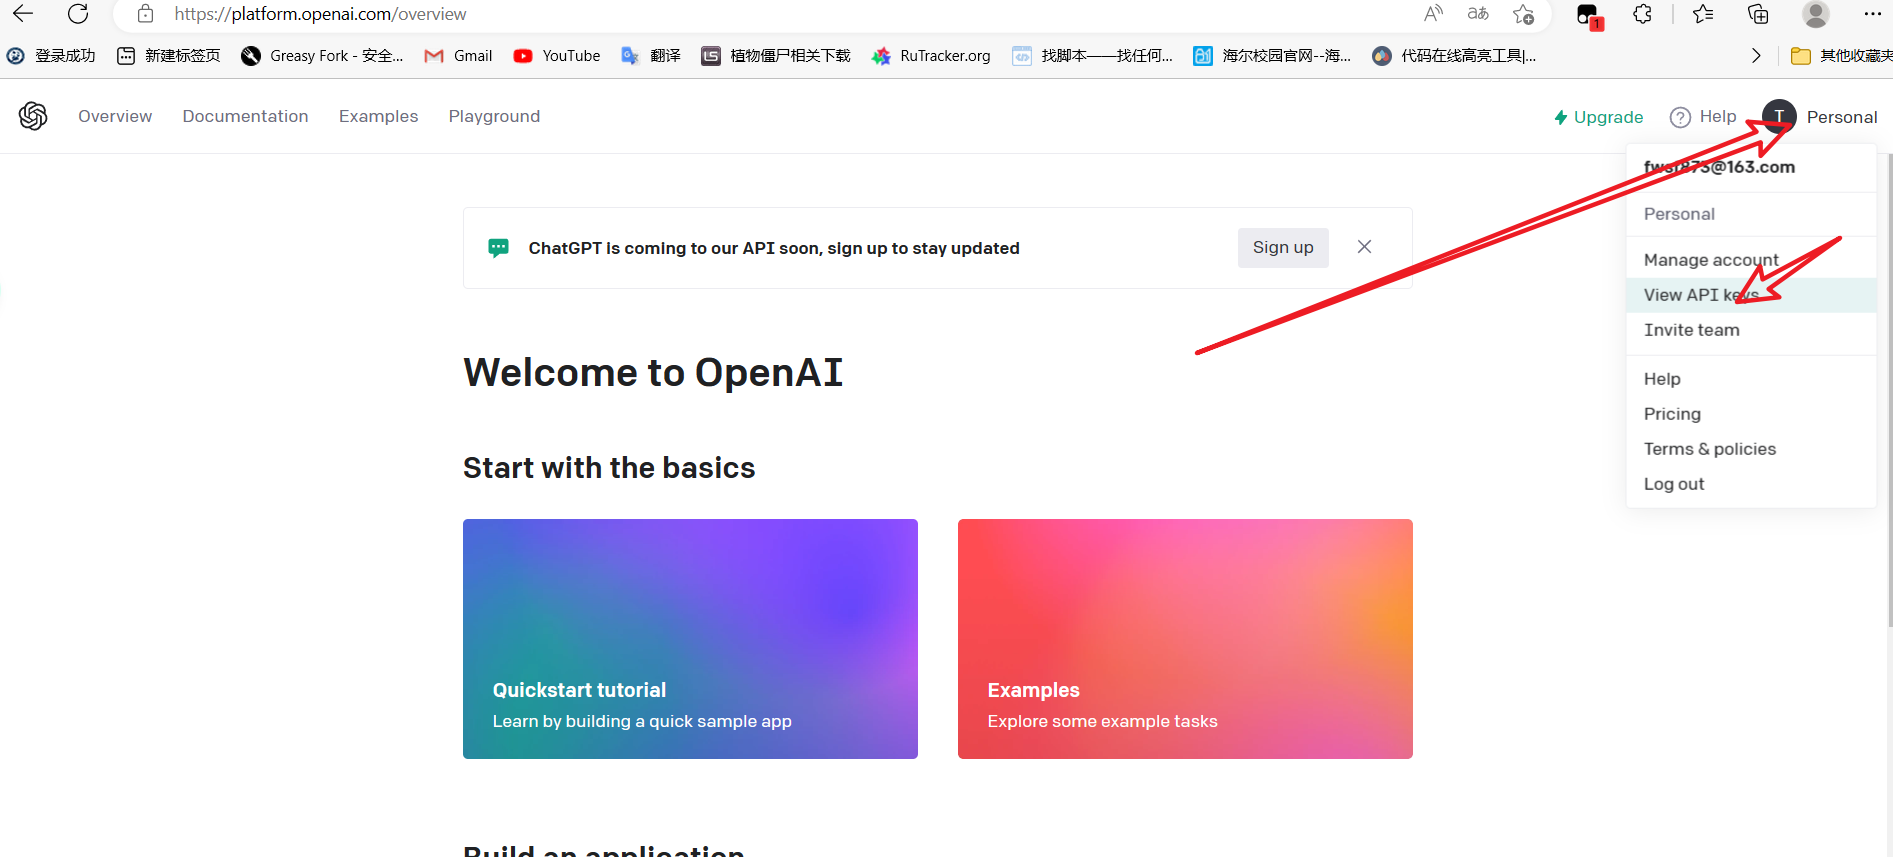 https://platform.openai.com/overview
登录成功 新建标签页 Greasy Fork - 安全... Gmail YouTube 翻译 植物僵尸相关下载 RuTracker.org 找脚本——找任何... 海尔校园官网--海... 代码在线高亮工具|... 其他收藏夹
Overview Documentation Examples Playground Upgrade Help T Personal
@163.com
Personal
ChatGPT is coming to our API soon, sign up to stay updated Sign up
Manage account
View API keys
Invite team
Welcome to OpenAI
Help
Pricing
Terms & policies
Log out
Start with the basics
Quickstart tutorial
Learn by building a quick sample app
Examples
Explore some example tasks
Build an application